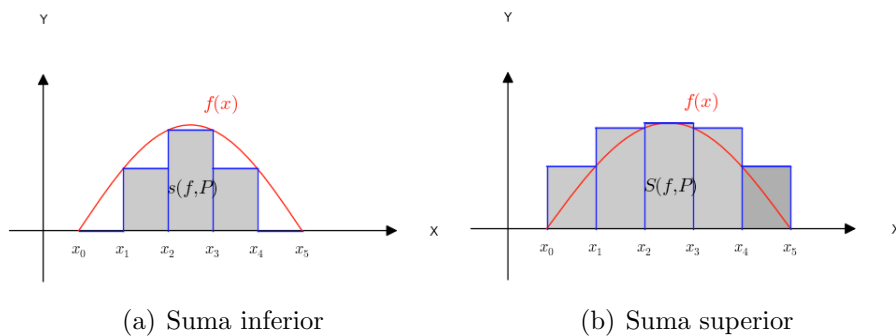 Y
f(x)
s(f,P)
X
x₀ x₁ x₂ x₃ x₄ x₅
(a) Suma inferior
Y
f(x)
S(f,P)
X
x₀ x₁ x₂ x₃ x₄ x₅
(b) Suma superior